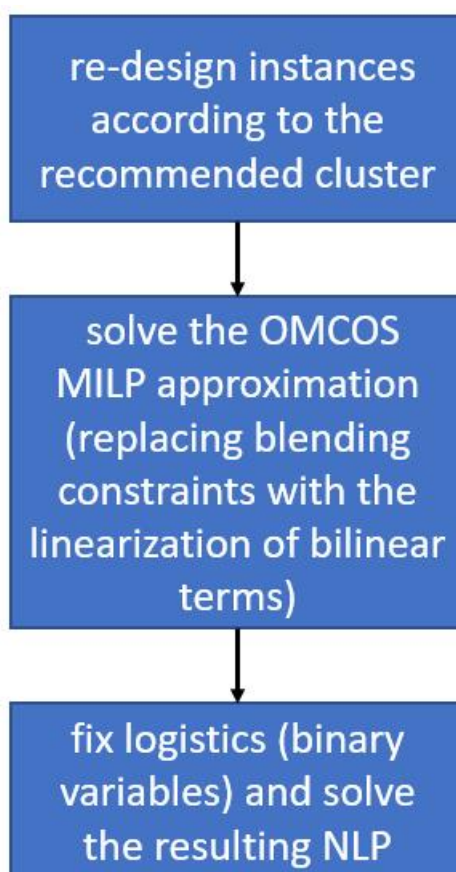 re-design instances
according to the
recommended cluster
solve the OMCOS
MILP approximation
(replacing blending
constraints with the
linearization of bilinear
terms)
fix logistics (binary
variables) and solve
the resulting NLP